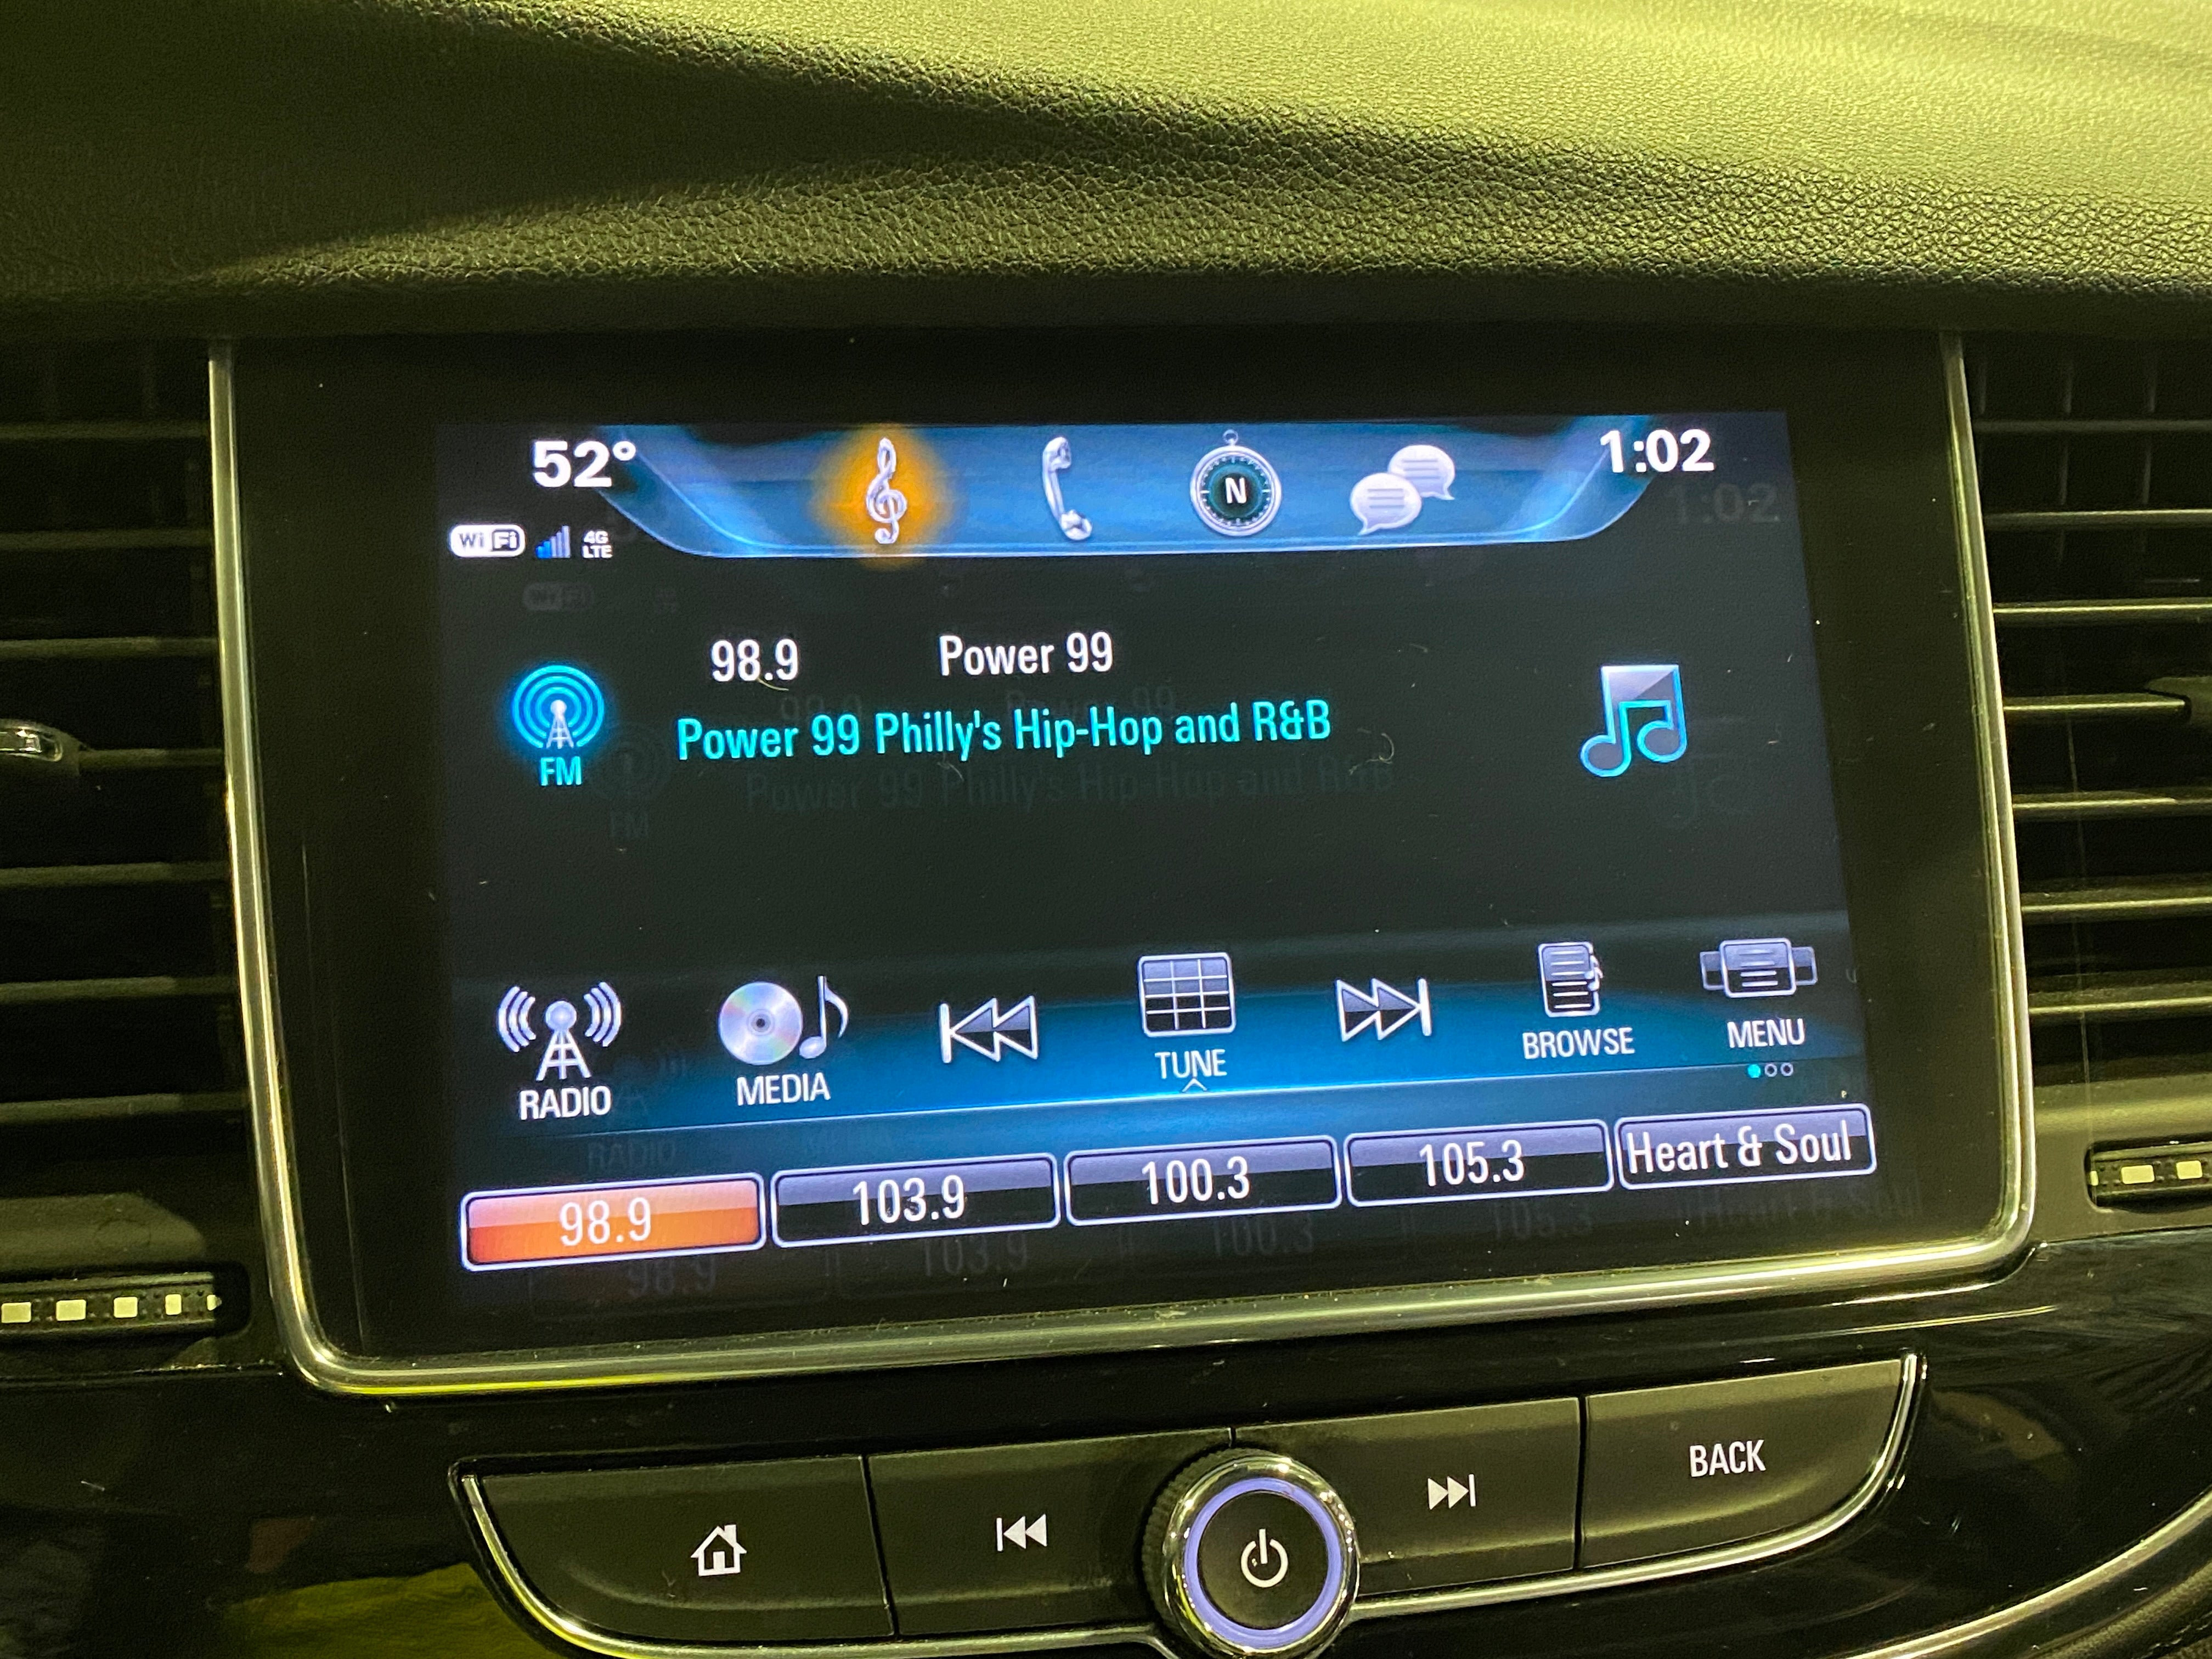 52° 1:02
WiFi 4G LTE
N
98.9 Power 99
Power 99 Philly's Hip-Hop and R&B
FM
RADIO MEDIA TUNE BROWSE MENU
98.9 103.9 100.3 105.3 Heart & Soul
BACK